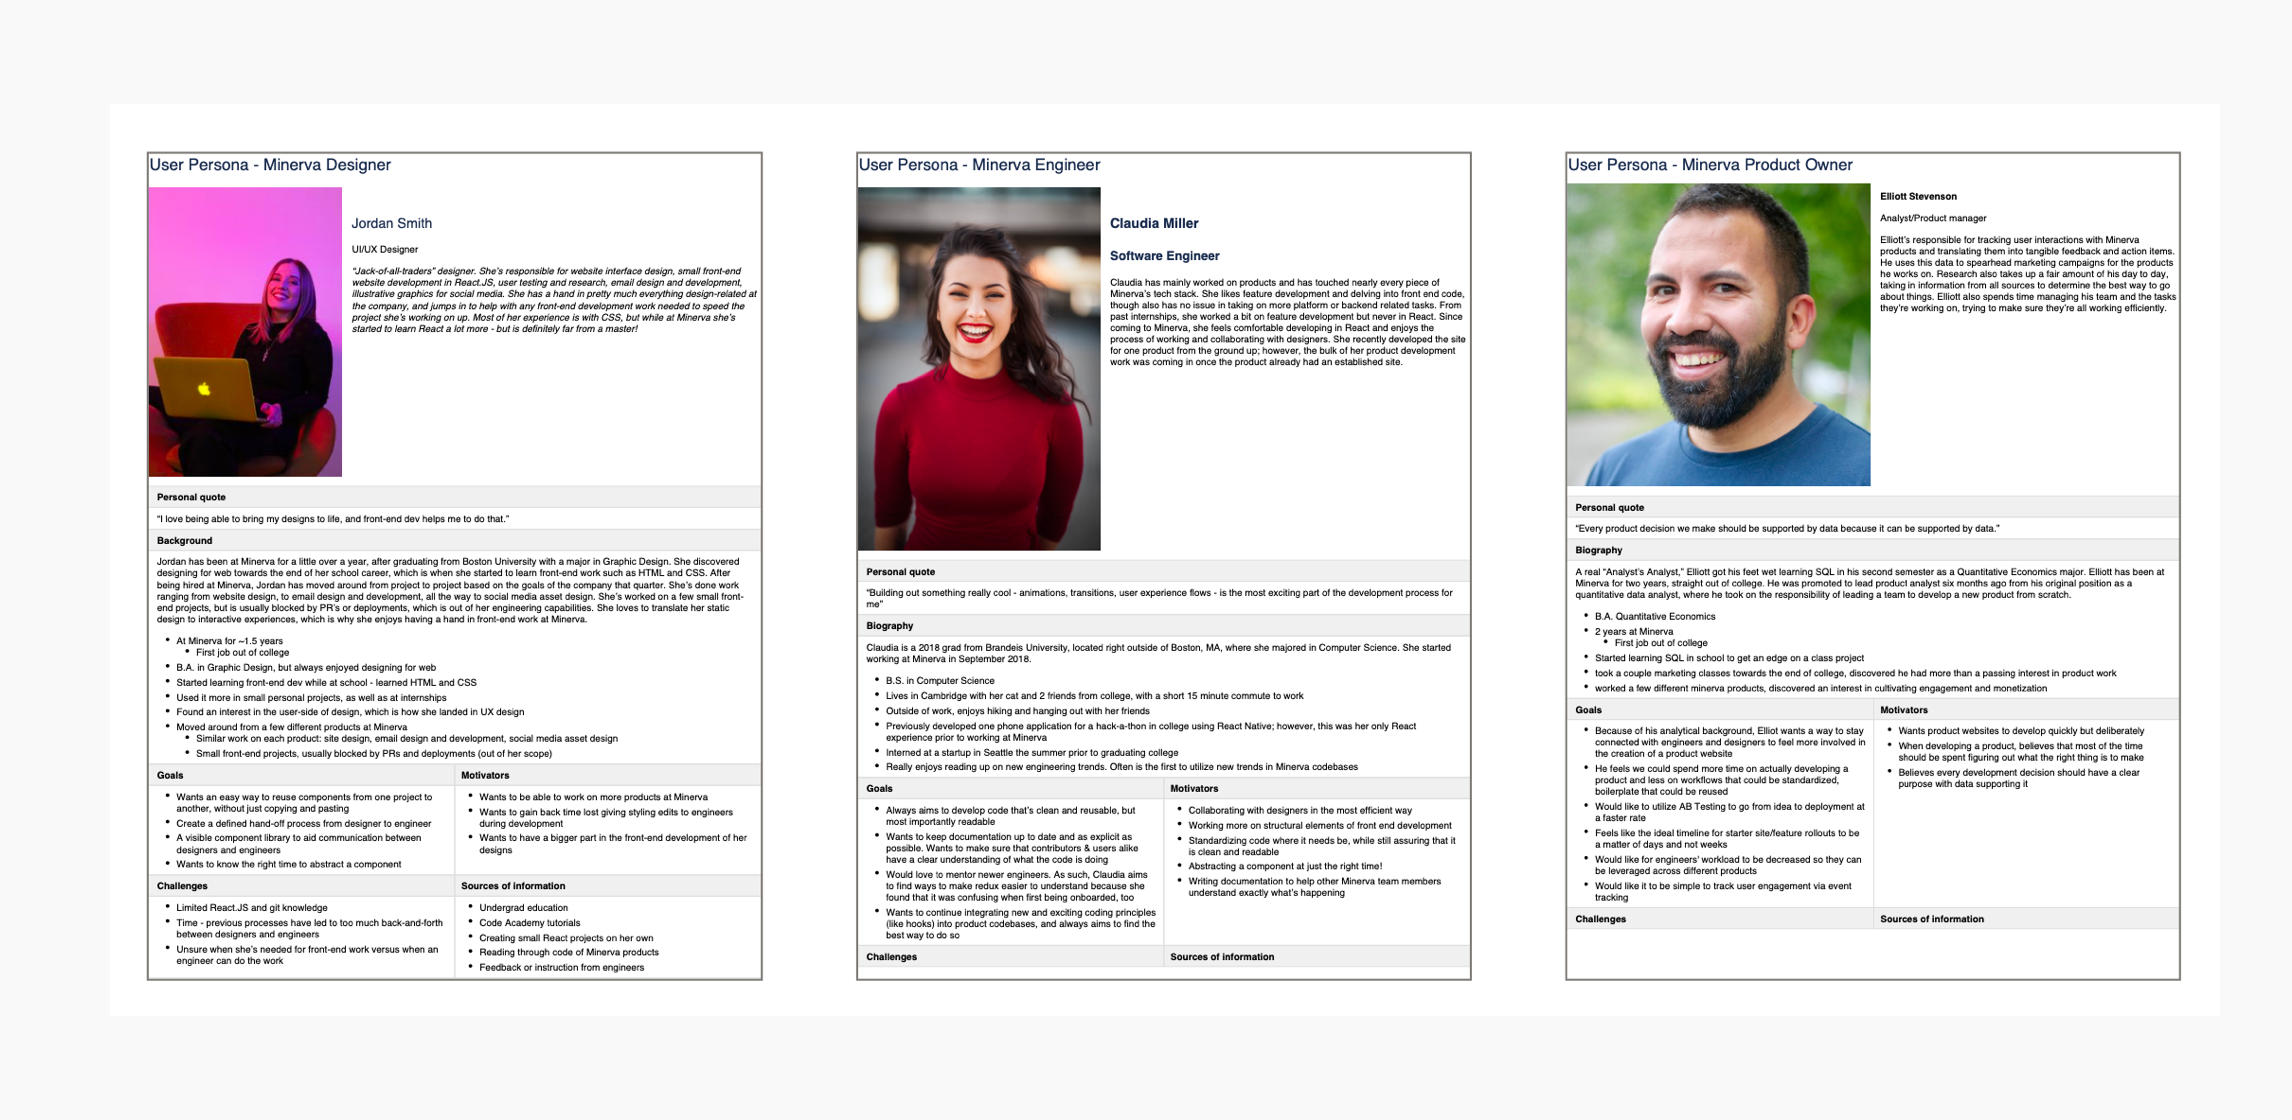 User Persona - Minerva Designer
Jordan Smith
UI/UX Designer
“Jack-of-all-traders” designer. She’s responsible for website interface design, small front-end
website development in React.JS, user testing and research, email design and development,
illustrative graphics for social media. She has a hand in pretty much everything design-related at
the company, and jumps in to help with any front-end development work needed to speed the
project she’s working on up. Most of her experience is with CSS, but while at Minerva she’s
started to learn React a lot more - but is definitely far from a master!
Personal quote
“I love being able to bring my designs to life, and front-end dev helps me to do that.”
Background
Jordan has been at Minerva for a little over a year, after graduating from Boston University with a major in Graphic Design. She discovered
designing for web towards the end of her school career, which is when she started to learn front-end work such as HTML and CSS. After
being hired at Minerva, Jordan has moved around from project to project based on the goals of the company that quarter. She’s done work
ranging from website design, to email design and development, all the way to social media asset design. She’s worked on a few small front-
end projects, but is usually blocked by PR’s or deployments, which is out of her engineering capabilities. She loves to translate her static
design to interactive experiences, which is why she enjoys having a hand in front-end work at Minerva.
• At Minerva for ~1.5 years
• First job out of college
• B.A. in Graphic Design, but always enjoyed designing for web
• Started learning front-end dev while at school - learned HTML and CSS
• Used it more in small personal projects, as well as at internships
• Found an interest in the user-side of design, which is how she landed in UX design
• Moved around from a few different products at Minerva
• Similar work on each product: site design, email design and development, social media asset design
• Small front-end projects, usually blocked by PRs and deployments (out of her scope)
Goals
• Wants an easy way to reuse components from one project to
another, without just copying and pasting
• Create a defined hand-off process from designer to engineer
• A visible component library to aid communication between
designers and engineers
• Wants to know the right time to abstract a component
Motivators
• Wants to be able to work on more products at Minerva
• Wants to gain back time lost giving styling edits to engineers
during development
• Wants to have a bigger part in the front-end development of her
designs
Challenges
• Limited React.JS and git knowledge
• Time - previous processes have led to too much back-and-forth
between designers and engineers
• Unsure when she’s needed for front-end work versus when an
engineer can do the work
Sources of information
• Undergrad education
• Code Academy tutorials
• Creating small React projects on her own
• Reading through code of Minerva products
• Feedback or instruction from engineers
User Persona - Minerva Engineer
Claudia Miller
Software Engineer
Claudia has mainly worked on products and has touched nearly every piece of
Minerva’s tech stack. She likes feature development and delving into front end code,
though also has no issue in taking on more platform or backend related tasks. From
past internships, she worked a bit on feature development but never in React. Since
coming to Minerva, she feels comfortable developing in React and enjoys the
process of working and collaborating with designers. She recently developed the site
for one product from the ground up; however, the bulk of her product development
work was coming in once the product already had an established site.
Personal quote
“Building out something really cool - animations, transitions, user experience flows - is the most exciting part of the development process for
me”
Biography
Claudia is a 2018 grad from Brandeis University, located right outside of Boston, MA, where she majored in Computer Science. She started
working at Minerva in September 2018.
• B.S. in Computer Science
• Lives in Cambridge with her cat and 2 friends from college, with a short 15 minute commute to work
• Outside of work, enjoys hiking and hanging out with her friends
• Previously developed one phone application for a hack-a-thon in college using React Native; however, this was her only React
experience prior to working at Minerva
• Interned at a startup in Seattle the summer prior to graduating college
• Really enjoys reading up on new engineering trends. Often is the first to utilize new trends in Minerva codebases
Goals
• Always aims to develop code that’s clean and reusable, but
most importantly readable
• Wants to keep documentation up to date and as explicit as
possible. Wants to make sure that contributors & users alike
have a clear understanding of what the code is doing
• Would love to mentor newer engineers. As such, Claudia aims
to find ways to make redux easier to understand because she
found that it was confusing when first being onboarded, too
• Wants to continue integrating new and exciting coding principles
(like hooks) into product codebases, and always aims to find the
best way to do so
Motivators
• Collaborating with designers in the most efficient way
• Working more on structural elements of front end development
• Standardizing code where it needs be, while still assuring that it
is clean and readable
• Abstracting a component at just the right time!
• Writing documentation to help other Minerva team members
understand exactly what’s happening
Challenges
Sources of information
User Persona - Minerva Product Owner
Elliott Stevenson
Analyst/Product manager
Elliott’s responsible for tracking user interactions with Minerva
products and translating them into tangible feedback and action items.
He uses this data to spearhead marketing campaigns for the products
he works on. Research also takes up a fair amount of his day to day,
taking in information from all sources to determine the best way to go
about things. Elliott also spends time managing his team and the tasks
they’re working on, trying to make sure they’re all working efficiently.
Personal quote
“Every product decision we make should be supported by data because it can be supported by data.”
Biography
A real “Analyst’s Analyst,” Elliott got his feet wet learning SQL in his second semester as a Quantitative Economics major. Elliott has been at
Minerva for two years, straight out of college. He was promoted to lead product analyst six months ago from his original position as a
quantitative data analyst, where he took on the responsibility of leading a team to develop a new product from scratch.
• B.A. Quantitative Economics
• 2 years at Minerva
• First job out of college
• Started learning SQL in school to get an edge on a class project
• took a couple marketing classes towards the end of college, discovered he had more than a passing interest in product work
• worked a few different minerva products, discovered an interest in cultivating engagement and monetization
Goals
• Because of his analytical background, Elliot wants a way to stay
connected with engineers and designers to feel more involved in
the creation of a product website
• He feels we could spend more time on actually developing a
product and less on workflows that could be standardized,
boilerplate that could be reused
• Would like to utilize AB Testing to go from idea to deployment at
a faster rate
• Feels like the ideal timeline for starter site/feature rollouts to be
a matter of days and not weeks
• Would like for engineers’ workload to be decreased so they can
be leveraged across different products
• Would like it to be simple to track user engagement via event
tracking
Motivators
• Wants product websites to develop quickly but deliberately
• When developing a product, believes that most of the time
should be spent figuring out what the right thing is to make
• Believes every development decision should have a clear
purpose with data supporting it
Challenges
Sources of information